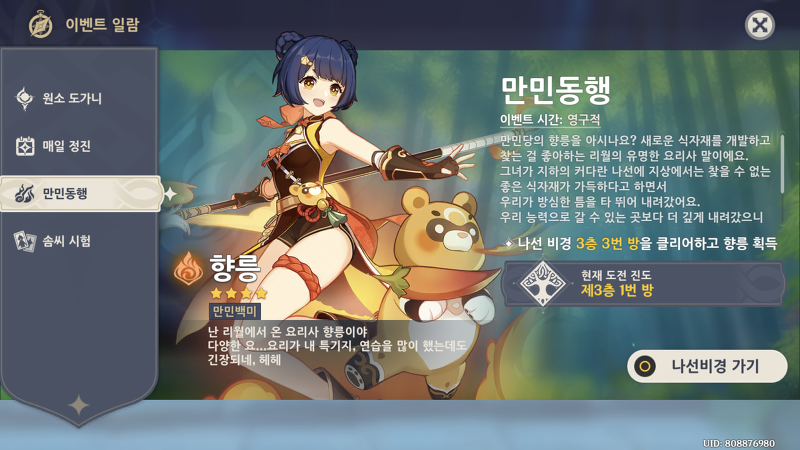 이벤트 일람
원소 도가니
매일 정진
만민동행
솜씨 시험
만민동행
이벤트 시간: 영구적
만민당의 향릉을 아시나요? 새로운 식자재를 개발하고
찾는 걸 좋아하는 리월의 유명한 요리사 말이에요.
그녀가 지하의 커다란 나선에 지상에서는 찾을 수 없는
좋은 식자재가 가득하다고 하면서
우리가 방심한 틈을 타 뛰어 내려갔어요.
우리 능력으로 갈 수 있는 곳보다 더 깊게 내려갔으니
나선 비경 3층 3번 방을 클리어하고 향릉 획득
현재 도전 진도
제3층 1번 방
향릉
만민백미
난 리월에서 온 요리사 향릉이야
다양한 요...요리가 내 특기지, 연습을 많이 했는데도
긴장되네, 헤헤
나선비경 가기
UID: 808876980